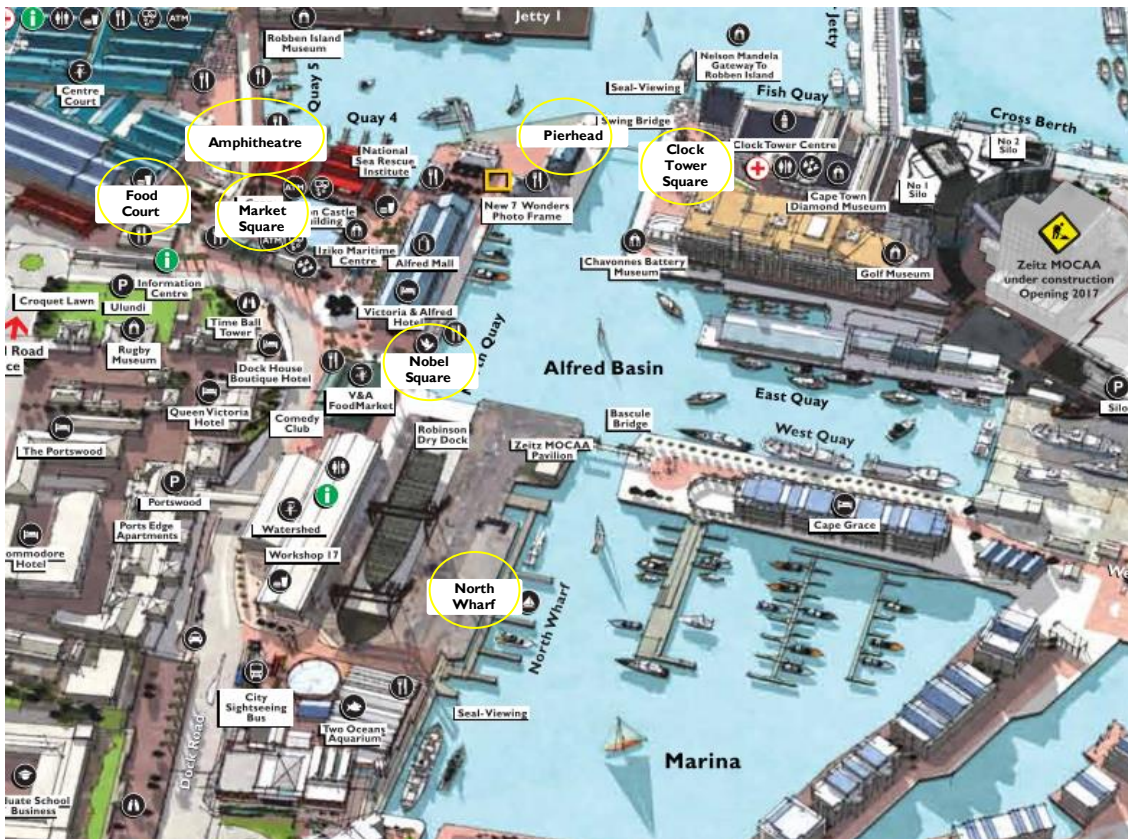 ATM
Jetty 1
Jetty
Robben Island
Museum
Nelson Mandela
Gateway To
Robben Island
Centre
Court
Quay 5
Seal-Viewing
Fish Quay
Quay 4
Swing Bridge
Cross Berth
Amphitheatre
Pierhead
Clock
Tower
Square
Clock Tower Centre
No 2
Silo
National
Sea Rescue
Institute
No 1
Silo
Food
Court
ATM
Market
Square
New 7 Wonders
Photo Frame
Cape Town
Diamond Museum
ATM
Iziko Maritime
Centre
Alfred Mall
Chavonnes Battery
Museum
Golf Museum
Zeitz MOCAA
under construction
Opening 2017
i
Information
Centre
Croquet Lawn
P
Ulundi
Time Ball
Tower
Victoria & Alfred
Hotel
Road
Rugby
Museum
Dock House
Boutique Hotel
Nobel
Square
Quay
Alfred Basin
V&A
FoodMarket
East Quay
P
Silo
Queen Victoria
Hotel
Comedy
Club
Robinson
Dry Dock
Bascule
Bridge
West Quay
The Portswood
Zeitz MOCAA
Pavilion
P
Portswood
i
Ports Edge
Apartments
Watershed
Cape Grace
Workshop 17
Hotel
North
Wharf
North Wharf
City
Sightseeing
Bus
Two Oceans
Aquarium
Seal-Viewing
Dock Road
Marina
School
Business